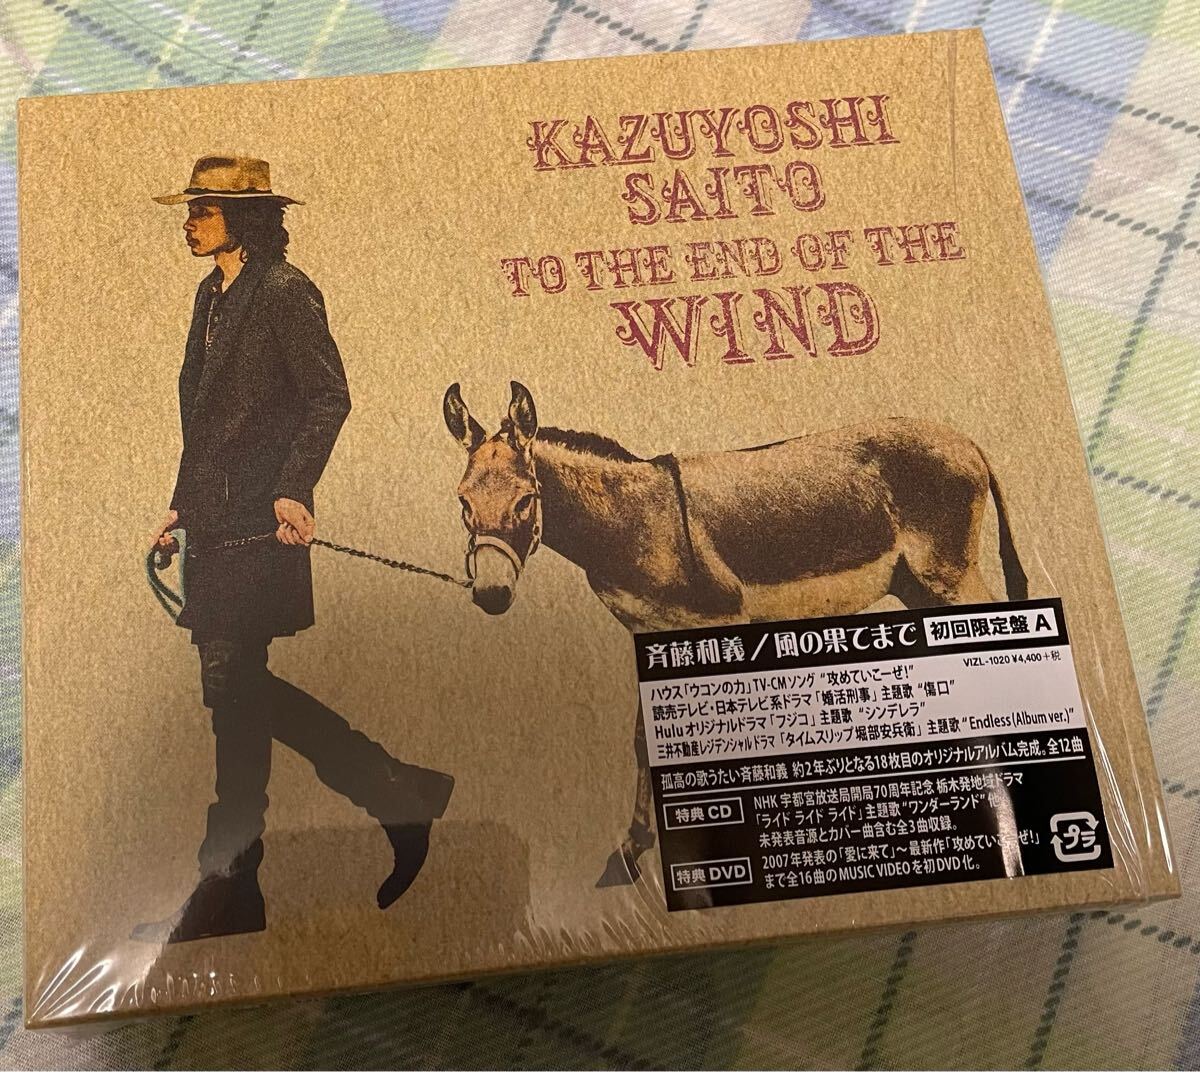 KAZUYOSHI
SAITO
TO THE END OF THE
WIND
斉藤和義/風の果てまで 初回限定盤 A
VIZL-1020 ¥4,400+税
ハウス「ウコンの力」TV-CMソング "攻めていこーぜ!"
読売テレビ・日本テレビ系ドラマ「婚活刑事」主題歌 "傷口"
Huluオリジナルドラマ「フジコ」主題歌 "シンデレラ"
三井不動産レジデンシャルドラマ「タイムスリップ堀部安兵衛」主題歌 "Endless(Album ver.)"
孤高の歌うたい斉藤和義 約2年ぶりとなる18枚目のオリジナルアルバム完成。全12曲
特典 CD
NHK 宇都宮放送局開局70周年記念 栃木発地域ドラマ
「ライド ライド ライド」主題歌 "ワンダーランド" 他
未発表音源とカバー曲含む全3曲収録。
特典 DVD
2007年発表の「愛に来て」〜最新作「攻めていこーぜ!」
まで全16曲のMUSIC VIDEOを初DVD化。
プラ